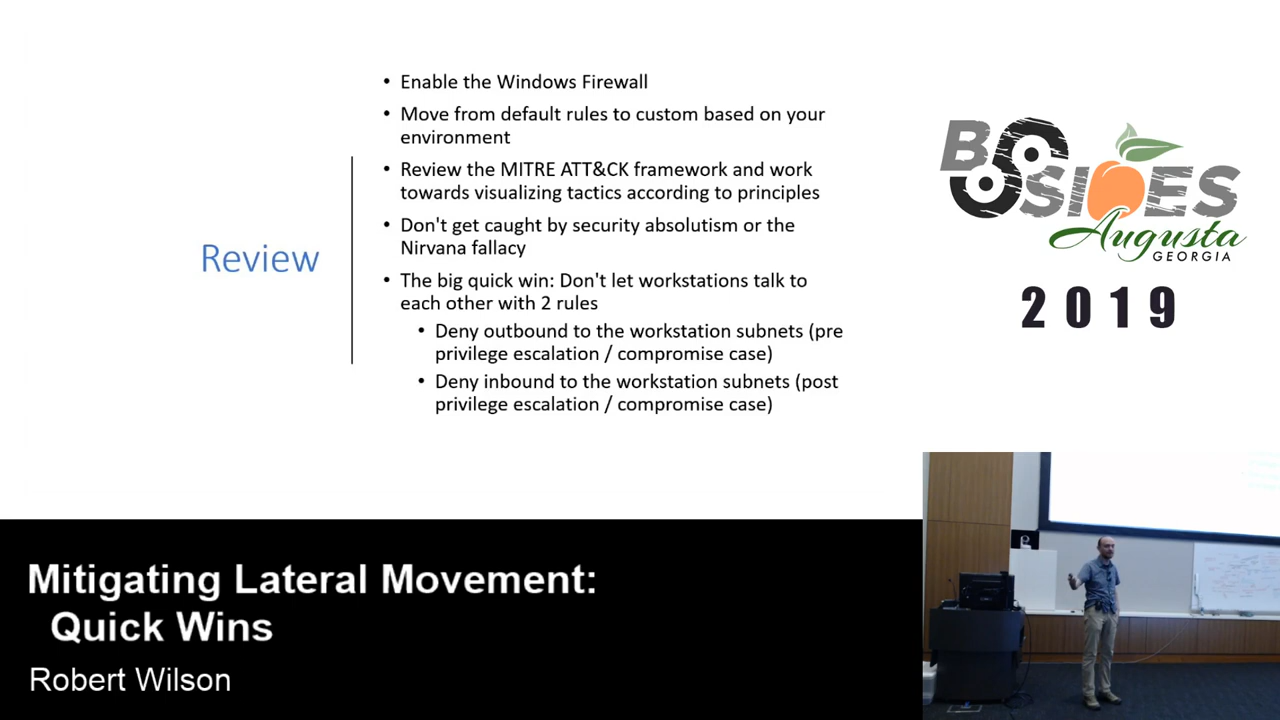 Review
• Enable the Windows Firewall
• Move from default rules to custom based on your
environment
• Review the MITRE ATT&CK framework and work
towards visualizing tactics according to principles
• Don't get caught by security absolutism or the
Nirvana fallacy
• The big quick win: Don't let workstations talk to
each other with 2 rules
• Deny outbound to the workstation subnets (pre
privilege escalation / compromise case)
• Deny inbound to the workstation subnets (post
privilege escalation / compromise case)
BSIDES
Augusta
GEORGIA
2019
Mitigating Lateral Movement:
Quick Wins
Robert Wilson